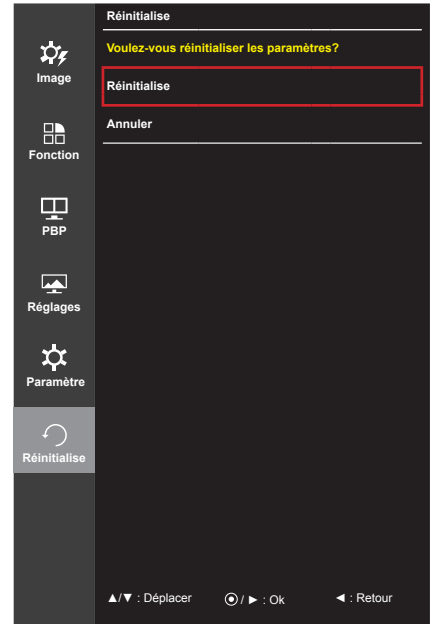 Réinitialise
Voulez-vous réinitialiser les paramètres?
Réinitialise
Annuler
Image
Fonction
PBP
Réglages
Paramètre
Réinitialise
▲/▼ : Déplacer ⦿ / ► : Ok ◄ : Retour